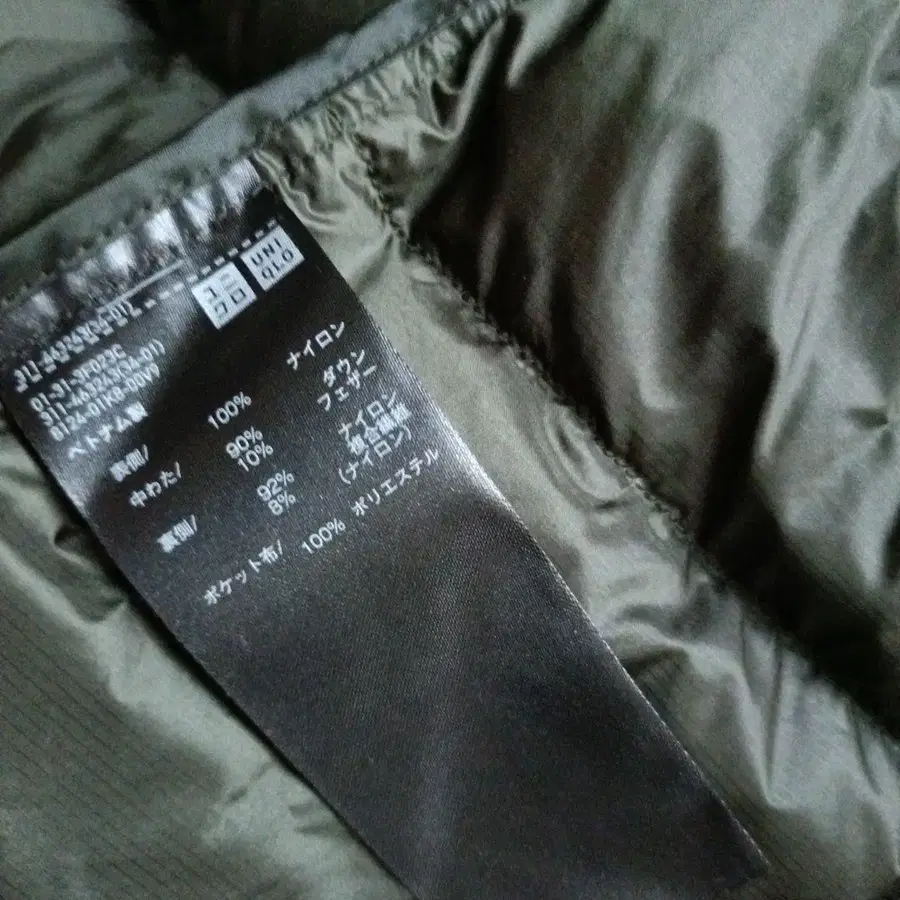 ユニ
クロ
UNI
QLO
01-31-3F023C
311-463243(34-01)
8124-01K8-00V9
ベトナム製
表側/ 100% ナイロン
中わた/ 90% ダウン
10% フェザー
裏側/ 92% ナイロン
8% 複合繊維
(ナイロン)
ポケット布/ 100% ポリエステル